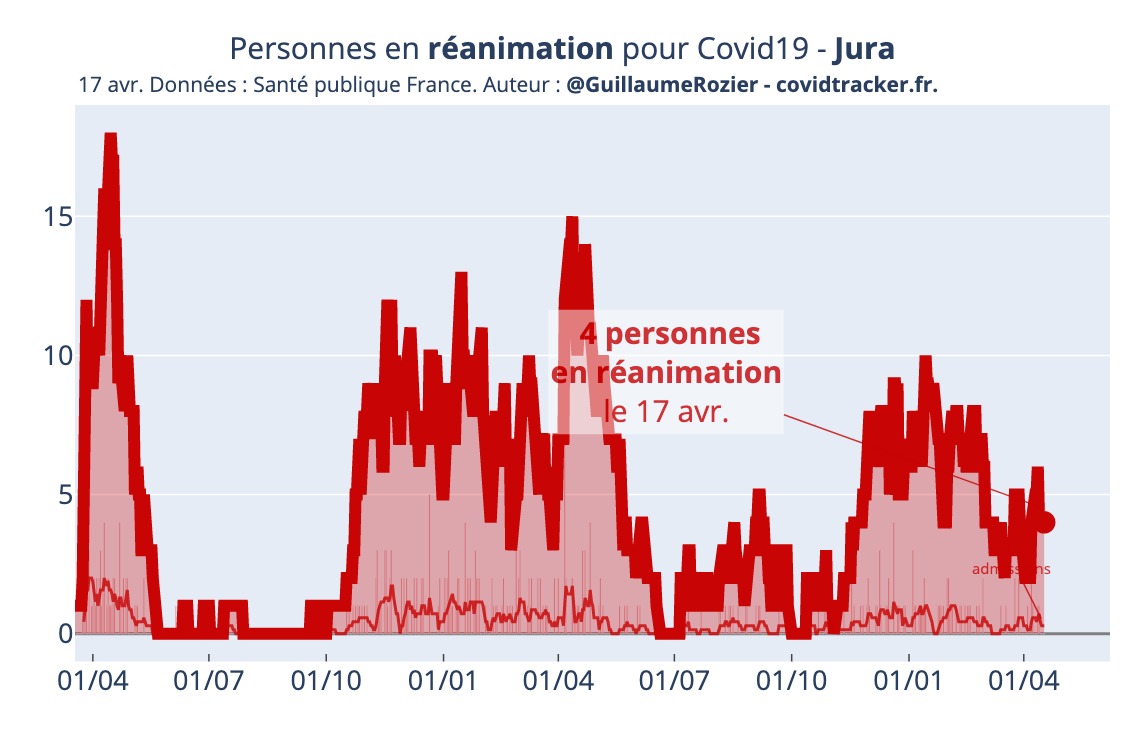 Personnes en réanimation pour Covid19 - Jura
17 avr. Données : Santé publique France. Auteur : @GuillaumeRozier - covidtracker.fr.
15
10
5
0
4 personnes
en réanimation
le 17 avr.
admissions
01/04 01/07 01/10 01/01 01/04 01/07 01/10 01/01 01/04